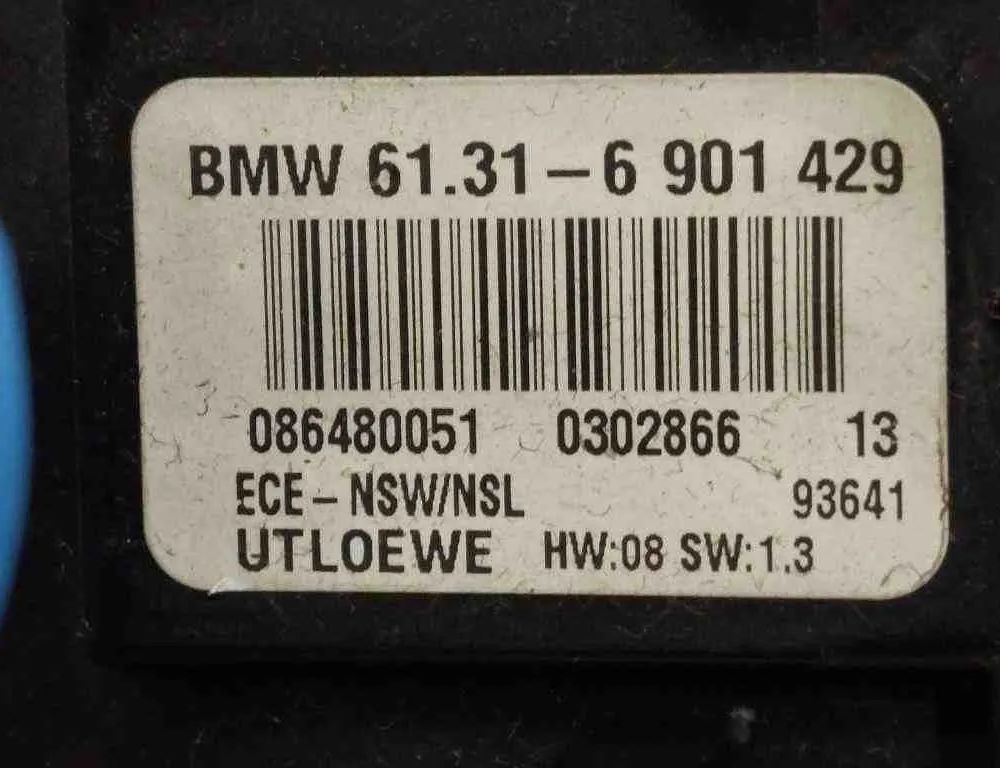 BMW 61.31-6 901 429
086480051 0302866 13
ECE-NSW/NSL 93641
UTLOEWE HW:08 SW:1.3